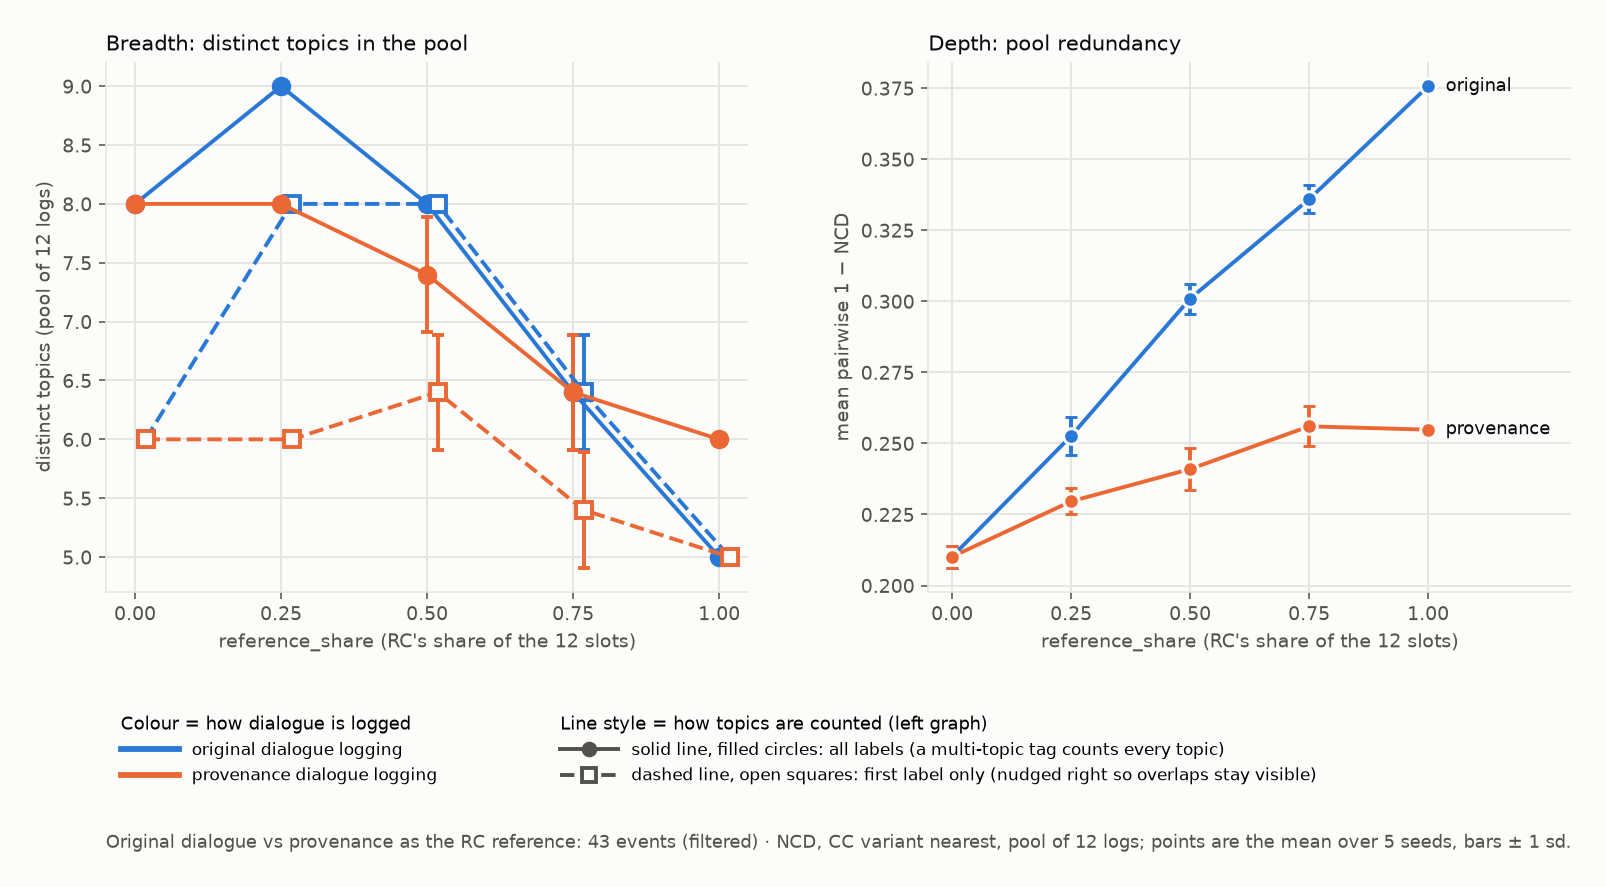 Breadth: distinct topics in the pool
distinct topics (pool of 12 logs)
9.0
8.5
8.0
7.5
7.0
6.5
6.0
5.5
5.0
0.00 0.25 0.50 0.75 1.00
reference_share (RC's share of the 12 slots)
Depth: pool redundancy
mean pairwise 1 − NCD
0.375
0.350
0.325
0.300
0.275
0.250
0.225
0.200
original
provenance
0.00 0.25 0.50 0.75 1.00
reference_share (RC's share of the 12 slots)
Colour = how dialogue is logged
original dialogue logging
provenance dialogue logging
Line style = how topics are counted (left graph)
solid line, filled circles: all labels (a multi-topic tag counts every topic)
dashed line, open squares: first label only (nudged right so overlaps stay visible)
Original dialogue vs provenance as the RC reference: 43 events (filtered) · NCD, CC variant nearest, pool of 12 logs; points are the mean over 5 seeds, bars ± 1 sd.